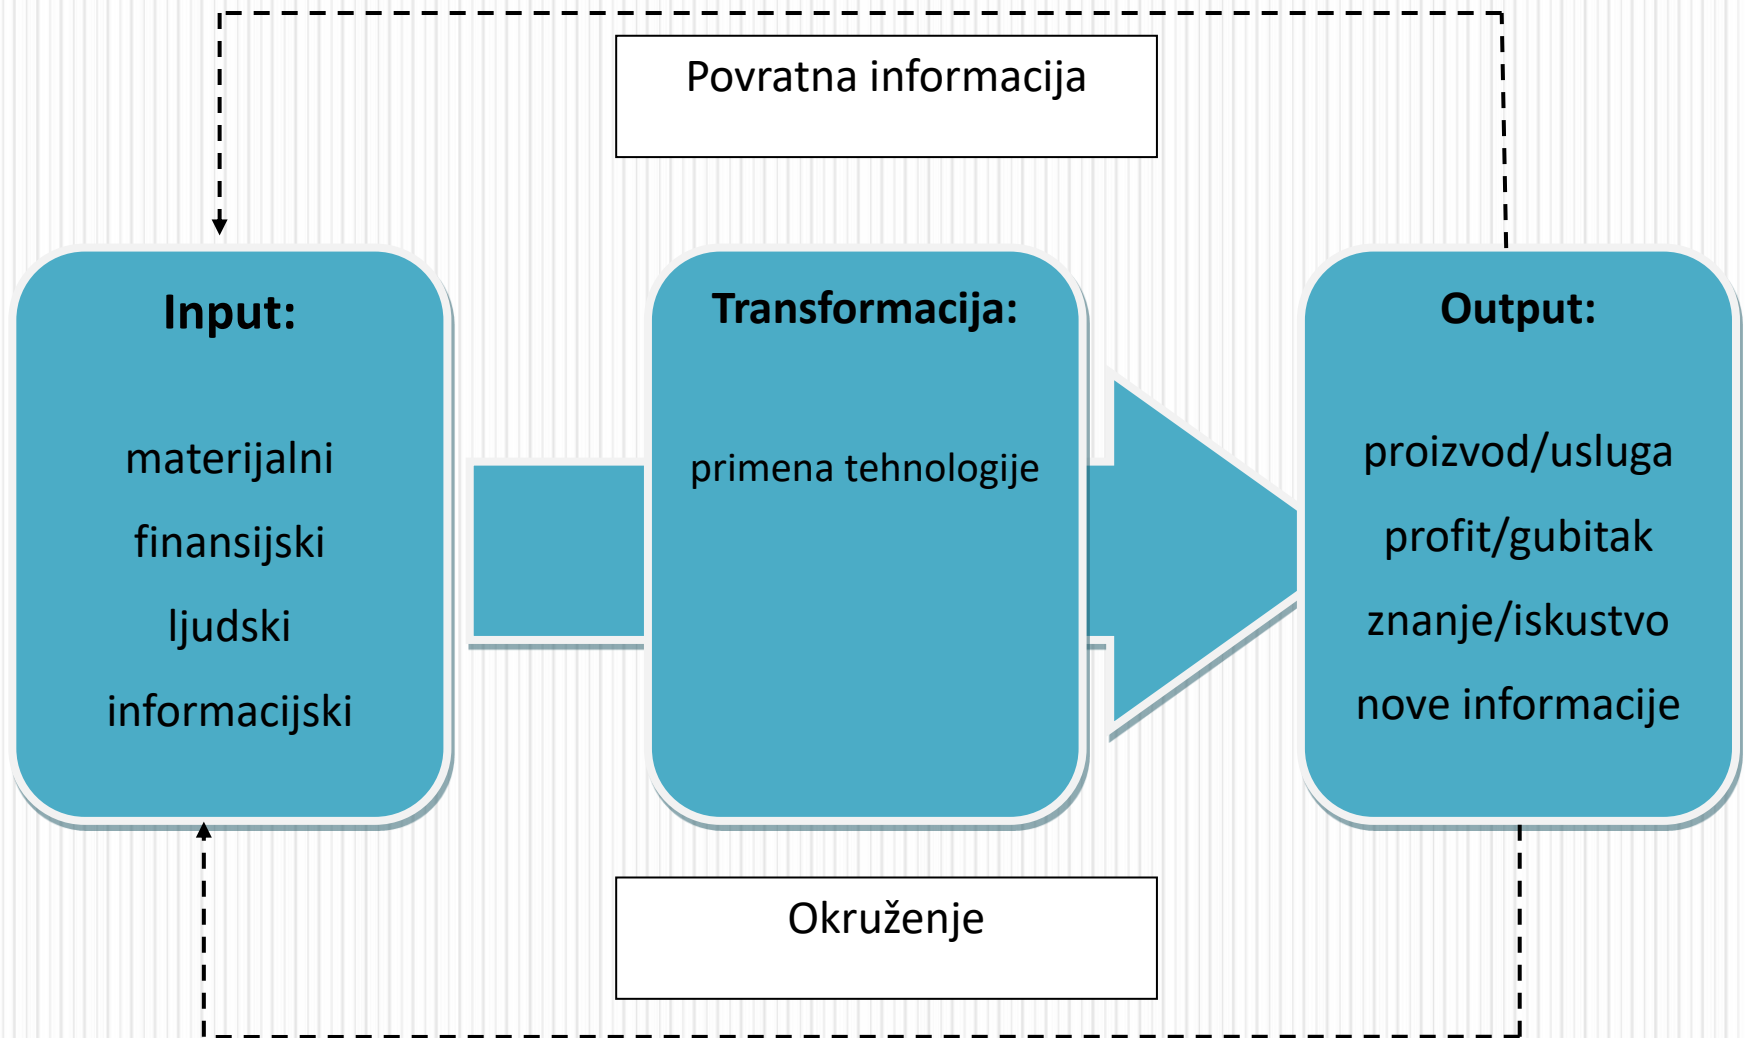 Povratna informacija
Input:
materijalni
finansijski
ljudski
informacijski
Transformacija:
primena tehnologije
Output:
proizvod/usluga
profit/gubitak
znanje/iskustvo
nove informacije
Okruženje